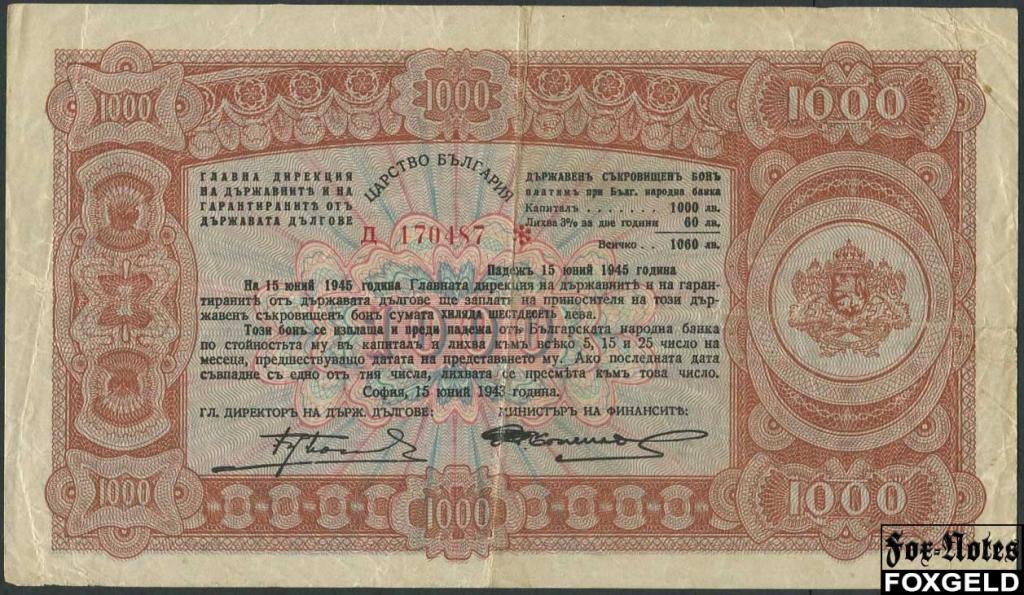 1000
1000
1000
ЦАРСТВО БЪЛГАРИЯ
ГЛАВНА ДИРЕКЦИЯ
НА ДЪРЖАВНИТѢ И НА
ГАРАНТИРАНИТѢ ОТЪ
ДЪРЖАВАТА ДЪЛГОВЕ
ДЪРЖАВЕНЪ СЪКРОВИЩЕНЪ БОНЪ
платимъ при Бълг. народна банка
Капиталъ . . . . . . . 1000 лв.
Лихва 3% за две години 60 лв.
Всичко . . 1060 лв.
Д 170487 *
Падежъ 15 юний 1945 година
На 15 юний 1945 година Главната дирекция на държавнитѣ и на гаран-
тиранитѣ отъ държавата дългове ще заплати на приносителя на този дър-
жавенъ съкровищенъ бонъ сумата ХИЛЯДА ШЕСТДЕСЕТЬ лева.
Този бонъ се изплаща и преди падежа отъ Българската народна банка
по стойностьта му въ капиталъ и лихва къмъ всѣко 5, 15 и 25 число на
месеца, предшествуващо датата на представянето му. Ако последната дата
съвпадне съ едно отъ тия числа, лихвата се пресмѣта къмъ това число.
София, 15 юний 1943 година.
ГЛ. ДИРЕКТОРЪ НА ДЪРЖ. ДЪЛГОВЕ: МИНИСТЪРЪ НА ФИНАНСИТѢ:
1000
1000
1000
Fox-Notes
FOXGELD